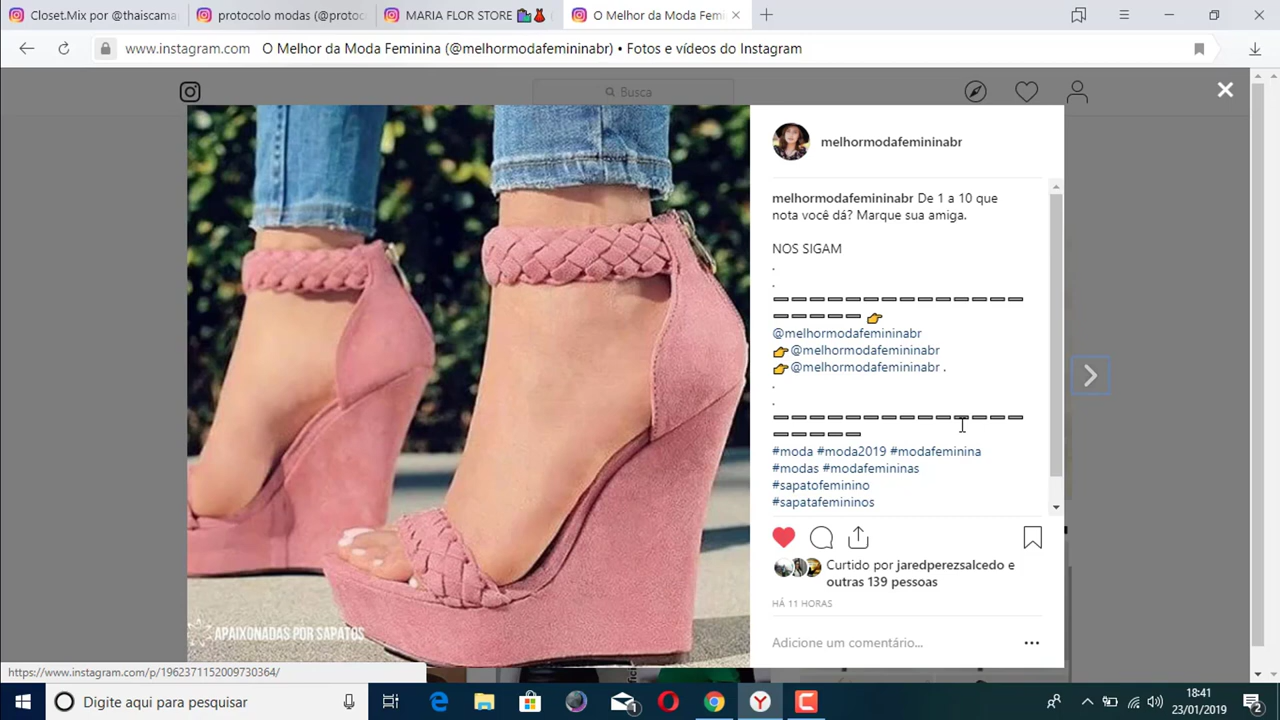 Closet.Mix por @thaiscama
protocolo modas (@protoc
MARIA FLOR STORE 🛍👗
O Melhor da Moda Fem
www.instagram.com O Melhor da Moda Feminina (@melhormodafemininabr) • Fotos e vídeos do Instagram
Busca
melhormodafemininabr
melhormodafemininabr De 1 a 10 que
nota você dá? Marque sua amiga.
NOS SIGAM
.
.
➖➖➖➖➖➖➖➖➖➖➖➖➖➖
➖➖➖➖➖ 👉
@melhormodafemininabr
👉@melhormodafemininabr
👉@melhormodafemininabr .
.
.
➖➖➖➖➖➖➖➖➖➖➖➖➖➖
➖➖➖➖➖
#moda #moda2019 #modafeminina
#modas #modafemininas
#sapatofeminino
#sapatafemininos
Curtido por jaredperezsalcedo e
outras 139 pessoas
HÁ 11 HORAS
Adicione um comentário...
APAIXONADAS POR SAPATOS
https://www.instagram.com/p/1962371152009730364/
Digite aqui para pesquisar
1
18:41
23/01/2019
2